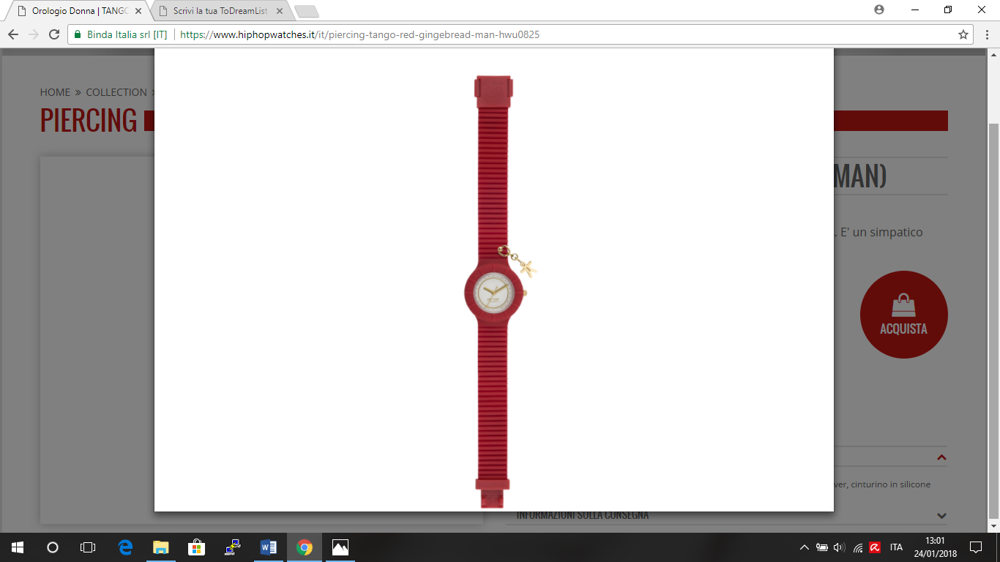 Orologio Donna | TANGO
Scrivi la tua ToDreamList
Binda Italia srl [IT]
https://www.hiphopwatches.it/it/piercing-tango-red-gingebread-man-hwu0825
HOME » COLLECTION »
PIERCING
MAN)
. E' un simpatico
ACQUISTA
ver, cinturino in silicone
INFORMAZIONI SULLA CONSEGNA
ITA
13:01
24/01/2018